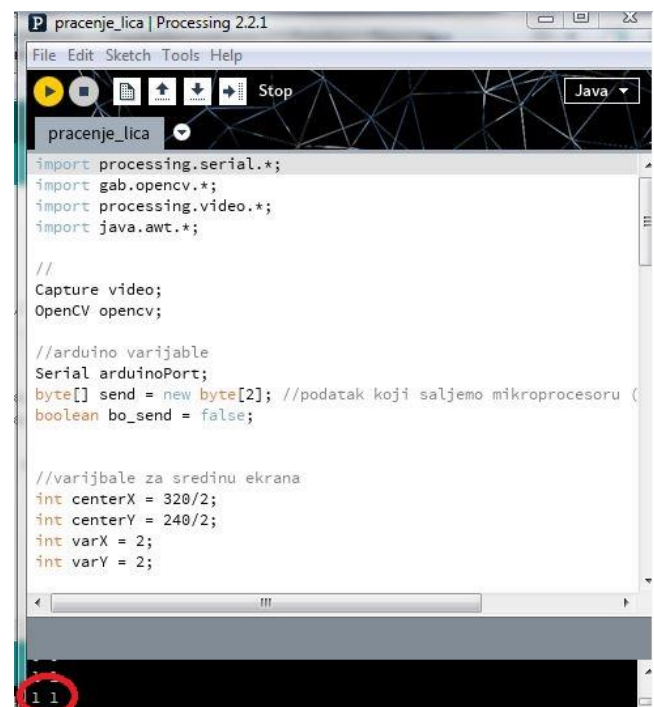 pracenje_lica | Processing 2.2.1
File Edit Sketch Tools Help
Stop
Java
pracenje_lica
import processing.serial.*;
import gab.opencv.*;
import processing.video.*;
import java.awt.*;
//
Capture video;
OpenCV opencv;
//arduino varijable
Serial arduinoPort;
byte[] send = new byte[2]; //podatak koji saljemo mikroprocesoru (
boolean bo_send = false;
//varijbale za sredinu ekrana
int centerX = 320/2;
int centerY = 240/2;
int varX = 2;
int varY = 2;
1 1